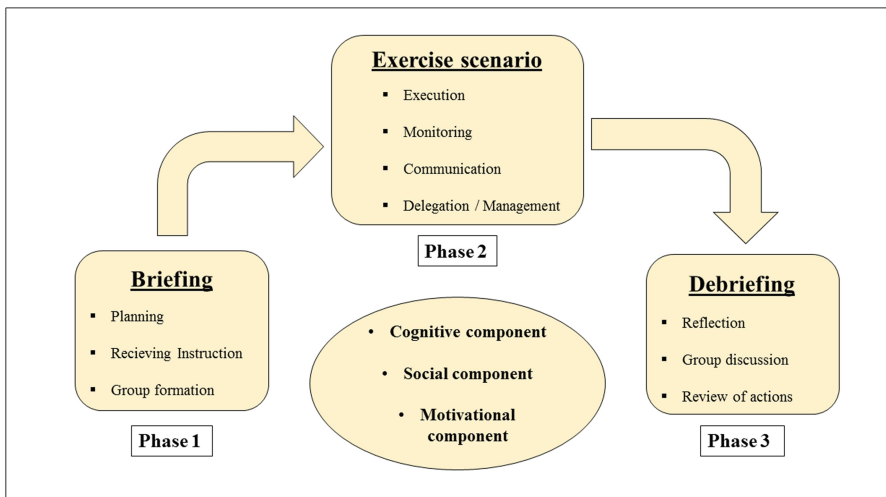 Exercise scenario
▪ Execution
▪ Monitoring
▪ Communication
▪ Delegation / Management
Phase 2
Briefing
▪ Planning
▪ Recieving Instruction
▪ Group formation
Phase 1
• Cognitive component
• Social component
• Motivational
component
Debriefing
▪ Reflection
▪ Group discussion
▪ Review of actions
Phase 3